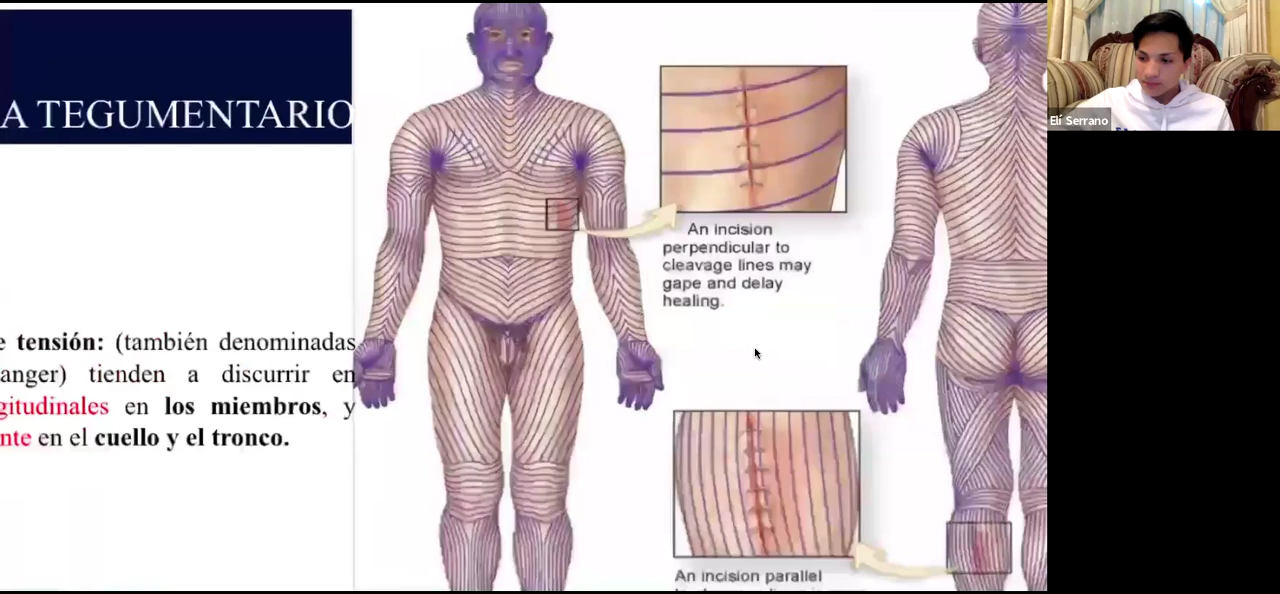 A TEGUMENTARIO
e tensión: (también denominadas
anger) tienden a discurrir en
gitudinales en los miembros, y
nte en el cuello y el tronco.
An incision
perpendicular to
cleavage lines may
gape and delay
healing.
An incision parallel
Elí Serrano